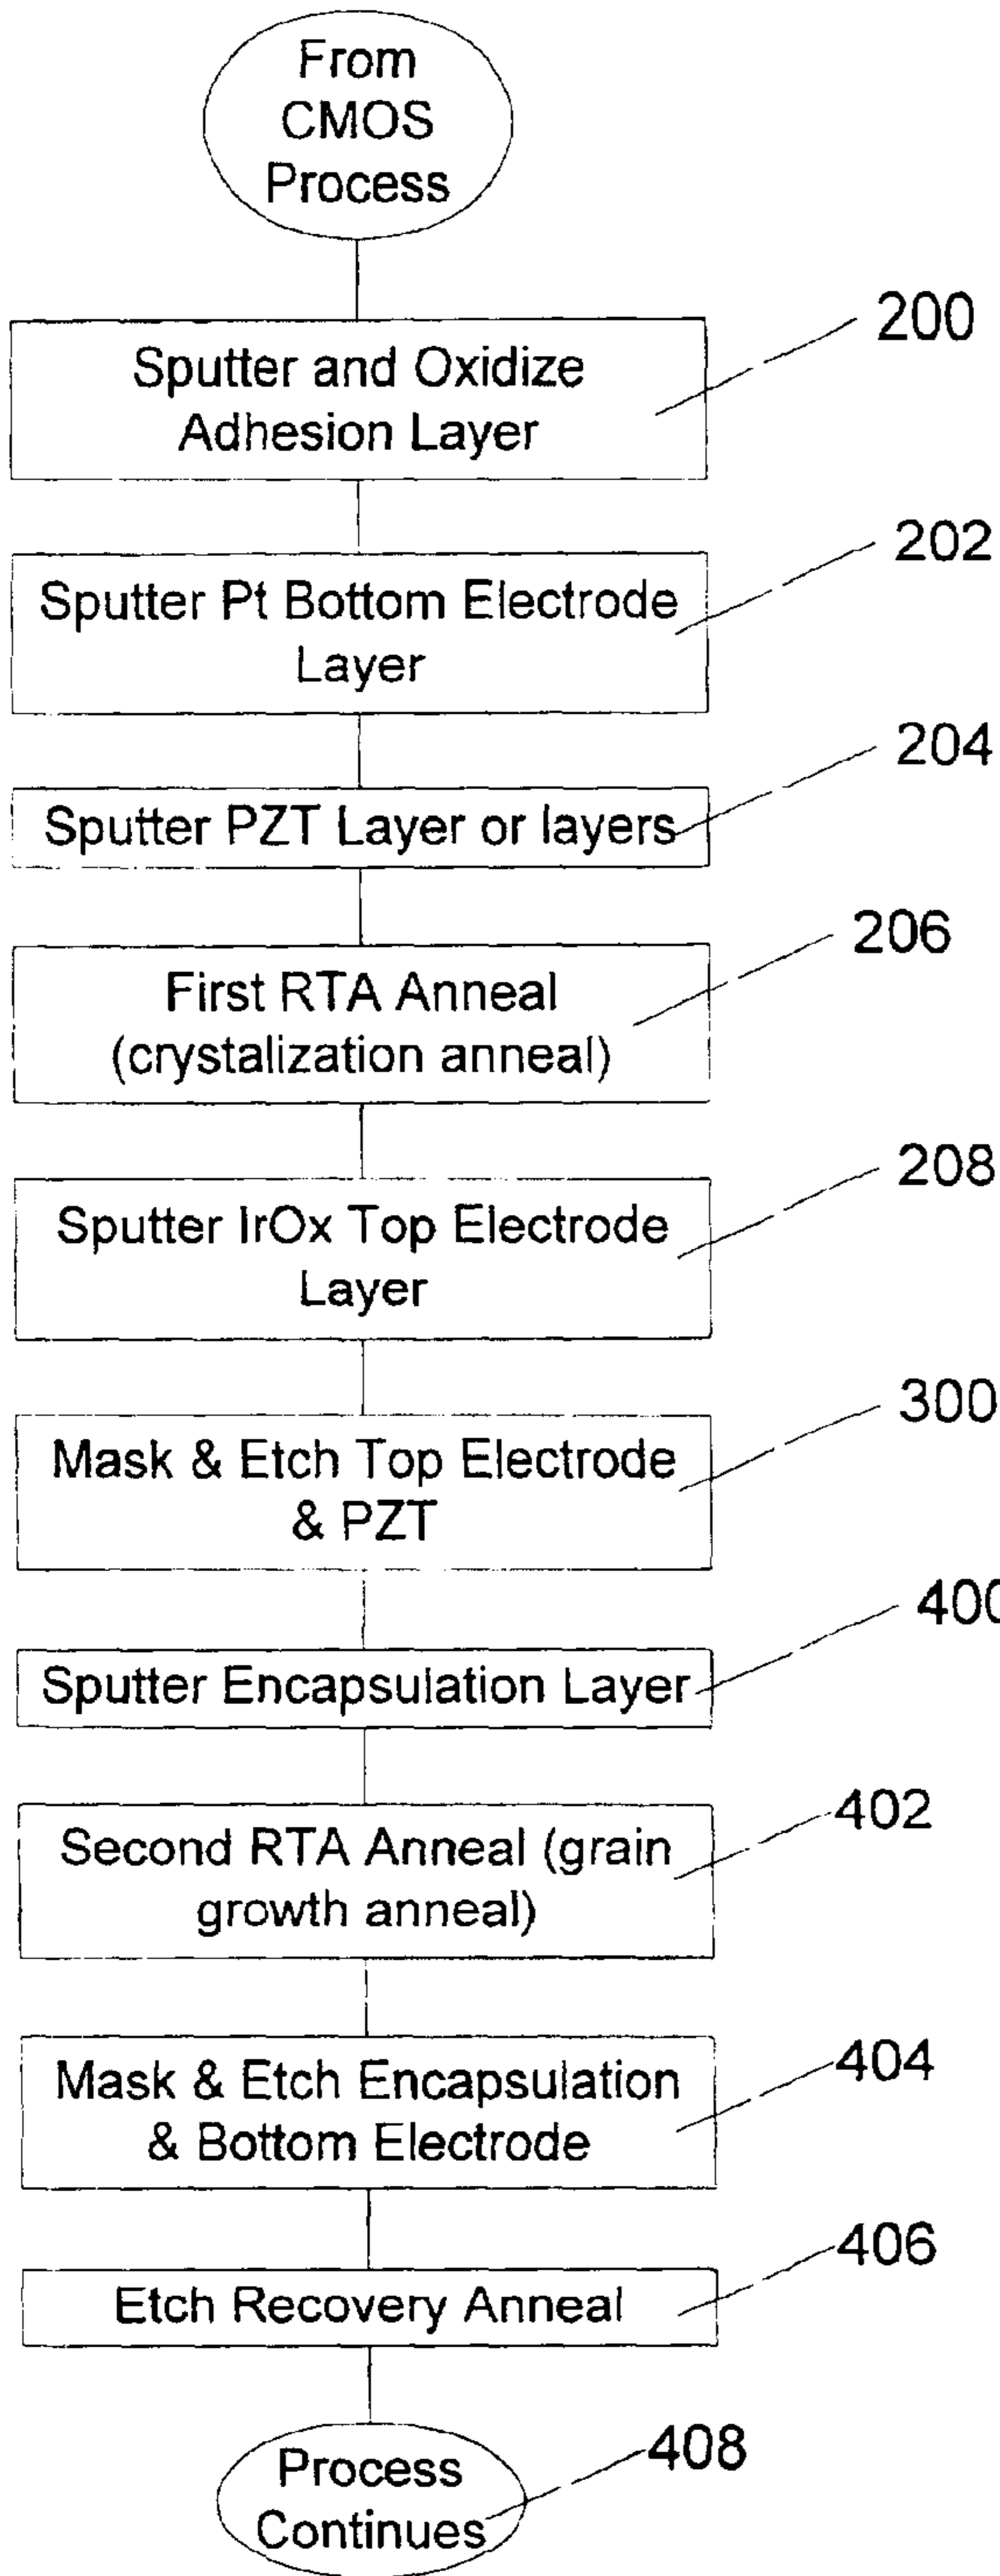 From
CMOS
Process
200
Sputter and Oxidize
Adhesion Layer
202
Sputter Pt Bottom Electrode
Layer
204
Sputter PZT Layer or layers
206
First RTA Anneal
(crystalization anneal)
208
Sputter IrOx Top Electrode
Layer
300
Mask & Etch Top Electrode
& PZT
400
Sputter Encapsulation Layer
402
Second RTA Anneal (grain
growth anneal)
404
Mask & Etch Encapsulation
& Bottom Electrode
406
Etch Recovery Anneal
408
Process
Continues